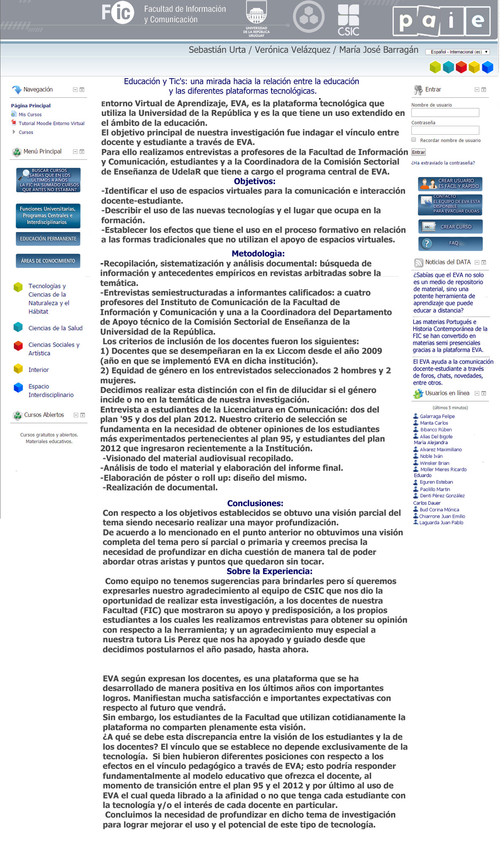 Fic
Facultad de Información
y Comunicación
UNIVERSIDAD
DE LA REPÚBLICA
URUGUAY
CSIC
paie
Sebastián Urta / Verónica Velázquez / María José Barragán
Español - Internacional (es)
Navegación
Página Principal
Mis Cursos
Tutorial Moodle Entorno Virtual
Cursos
Menú Principal
BUSCAR CURSOS
Funciones Universitarias,
Programas Centrales e
Interdisciplinarios
EDUCACIÓN PERMANENTE
ÁREAS DE CONOCIMIENTO
Tecnologías y
Ciencias de la
Naturaleza y el
Hábitat
Ciencias de la Salud
Ciencias Sociales y
Artística
Interior
Espacio
Interdisciplinario
Cursos Abiertos
Cursos gratuitos y abiertos.
Materiales educativos.
Educación y Tic's: una mirada hacia la relación entre la educación
y las diferentes plataformas tecnológicas.
entorno Virtual de Aprendizaje, EVA, es la plataforma tecnológica que
utiliza la Universidad de la República y es la que tiene un uso extendido en
el ámbito de la educación.
El objetivo principal de nuestra investigación fue indagar el vínculo entre
docente y estudiante a través de EVA.
Para ello realizamos entrevistas a profesores de la Facultad de Información
y Comunicación, estudiantes y a la Coordinadora de la Comisión Sectorial
de Enseñanza de UdelaR que tiene a cargo el programa central de EVA.
Objetivos:
-Identificar el uso de espacios virtuales para la comunicación e interacción
docente-estudiante.
-Describir el uso de las nuevas tecnologías y el lugar que ocupa en la
formación.
-Establecer los efectos que tiene el uso en el proceso formativo en relación
a las formas tradicionales que no utilizan el apoyo de espacios virtuales.
Metodología:
-Recopilación, sistematización y análisis documental: búsqueda de
información y antecedentes empíricos en revistas arbitradas sobre la
temática.
-Entrevistas semiestructuradas a informantes calificados: a cuatro
profesores del Instituto de Comunicación de la Facultad de
Información y Comunicación y una a la Coordinadora del Departamento
de Apoyo técnico de la Comisión Sectorial de Enseñanza de la
Universidad de la República.
Los criterios de inclusión de los docentes fueron los siguientes:
1) Docentes que se desempeñaran en la ex Liccom desde el año 2009
(año en que se implementó EVA en dicha institución).
2) Equidad de género en los entrevistados seleccionados 2 hombres y 2
mujeres.
Decidimos realizar esta distinción con el fin de dilucidar si el género
incide o no en la temática de nuestra investigación.
Entrevista a estudiantes de la Licenciatura en Comunicación: dos del
plan '95 y dos del plan 2012. Nuestro criterio de selección se
fundamenta en la necesidad de obtener opiniones de los estudiantes
más experimentados pertenecientes al plan 95, y estudiantes del plan
2012 que ingresaron recientemente a la Institución.
-Visionado del material audiovisual recopilado.
-Análisis de todo el material y elaboración del informe final.
-Elaboración de póster o roll up: diseño del mismo.
-Realización de documental.
Conclusiones:
Con respecto a los objetivos establecidos se obtuvo una visión parcial del
tema siendo necesario realizar una mayor profundización.
De acuerdo a lo mencionado en el punto anterior no obtuvimos una visión
completa del tema pero sí parcial o primaria y creemos precisa la
necesidad de profundizar en dicha cuestión de manera tal de poder
abordar otras aristas y puntos que quedaron sin tocar.
Sobre la Experiencia:
Como equipo no tenemos sugerencias para brindarles pero sí queremos
expresarles nuestro agradecimiento al equipo de CSIC que nos dio la
oportunidad de realizar esta investigación, a los docentes de nuestra
Facultad (FIC) que mostraron su apoyo y predisposición, a los propios
estudiantes a los cuales les realizamos entrevistas para obtener su opinión
con respecto a la herramienta; y un agradecimiento muy especial a
nuestra tutora Lis Perez que nos ha apoyado y guiado desde que
decidimos postularnos el año pasado, hasta ahora.
EVA según expresan los docentes, es una plataforma que se ha
desarrollado de manera positiva en los últimos años con importantes
logros. Manifiestan mucha satisfacción e importantes expectativas con
respecto al futuro que vendrá.
Sin embargo, los estudiantes de la Facultad que utilizan cotidianamente la
plataforma no comparten plenamente esta visión.
¿A qué se debe esta discrepancia entre la visión de los estudiantes y la de
los docentes? El vínculo que se establece no depende exclusivamente de la
tecnología. Si bien hubieron diferentes posiciones con respecto a los
efectos en el vínculo pedagógico a través de EVA; esto podría responder
fundamentalmente al modelo educativo que ofrezca el docente, al
momento de transición entre el plan 95 y el 2012 y por último al uso de
EVA el cual queda librado a la afinidad o no que tenga cada estudiante con
la tecnología y/o el interés de cada docente en particular.
Concluimos la necesidad de profundizar en dicho tema de investigación
para lograr mejorar el uso y el potencial de este tipo de tecnología.
Entrar
Nombre de usuario
Contraseña
Recordar nombre de usuario
Entrar
¿Ha extraviado la contraseña?
CREAR USUARIO
ES FÁCIL Y RÁPIDO
CONTACTO
CREAR CURSO
FAQ
Noticias del DATA
¿Sabías que el EVA no solo
es un medio de repositorio
de material, sino una
potente herramienta de
aprendizaje que puede
educar a distancia?
Las materias Portugués e
Historia Contemporánea de la
FIC se han convertido en
materias semi presenciales
gracias a la plataforma EVA.
El EVA ayuda a la comunicación
docente-estudiante a través
de foros, chats, novedades,
entre otros.
Usuarios en línea
(últimos 5 minutos)
Galarraga Felipe
Manta Carlos
Bibanco Rúben
María Alejandra
Alvarez Maximiliano
Noble Iván
Winsler Brian
Moller Mieres Ricardo
Eduardo
Eguren Esteban
Paolillo Martin
Denti Pérez González
Carlos Dauer
Bud Corina Mónica
Chiarrone Juan Emilio
Laguarda Juan Pablo